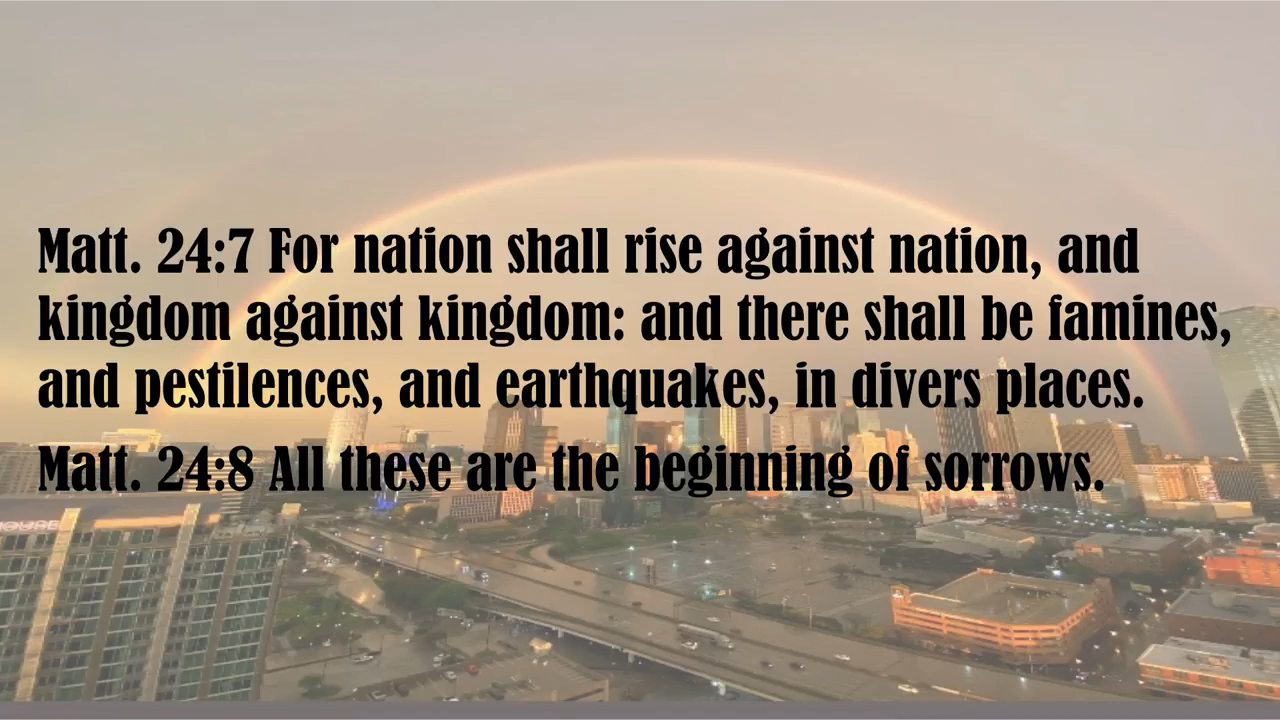 Matt. 24:7 For nation shall rise against nation, and
kingdom against kingdom: and there shall be famines,
and pestilences, and earthquakes, in divers places.
Matt. 24:8 All these are the beginning of sorrows.